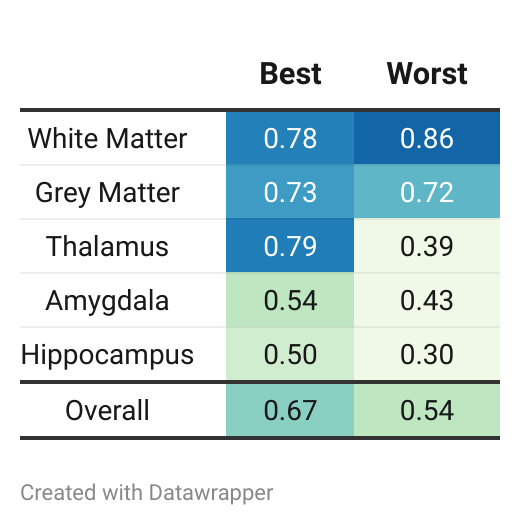 Best Worst
White Matter 0.78 0.86
Grey Matter 0.73 0.72
Thalamus 0.79 0.39
Amygdala 0.54 0.43
Hippocampus 0.50 0.30
Overall 0.67 0.54
Created with Datawrapper